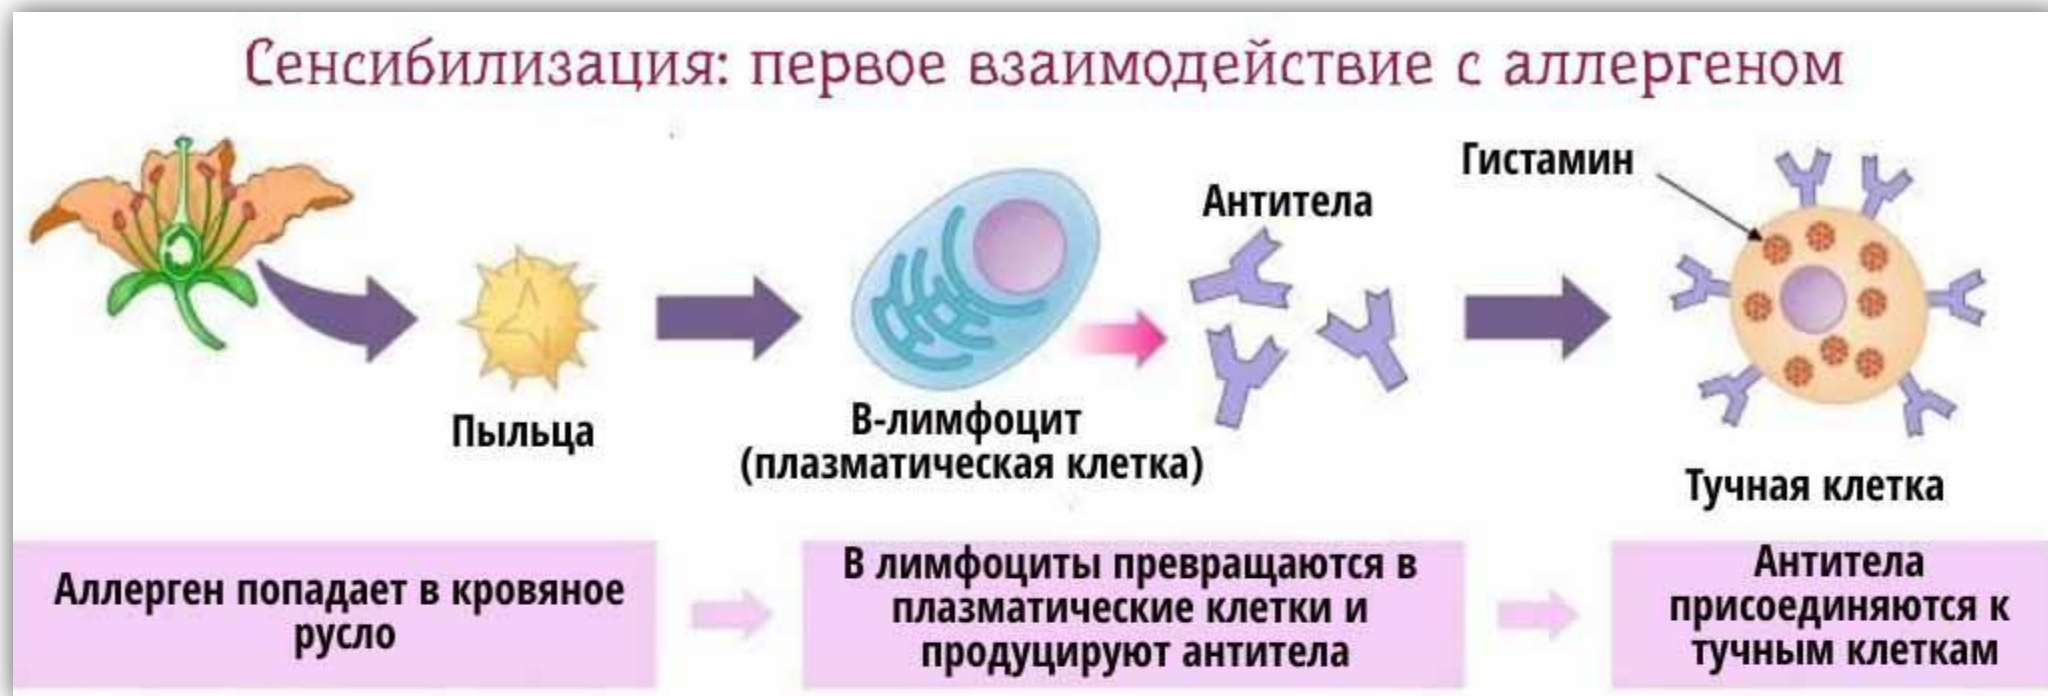 Сенсибилизация: первое взаимодействие с аллергеном
Гистамин
Антитела
Пыльца
В-лимфоцит
(плазматическая клетка)
Тучная клетка
Аллерген попадает в кровяное
русло
В лимфоциты превращаются в
плазматические клетки и
продуцируют антитела
Антитела
присоединяются к
тучным клеткам